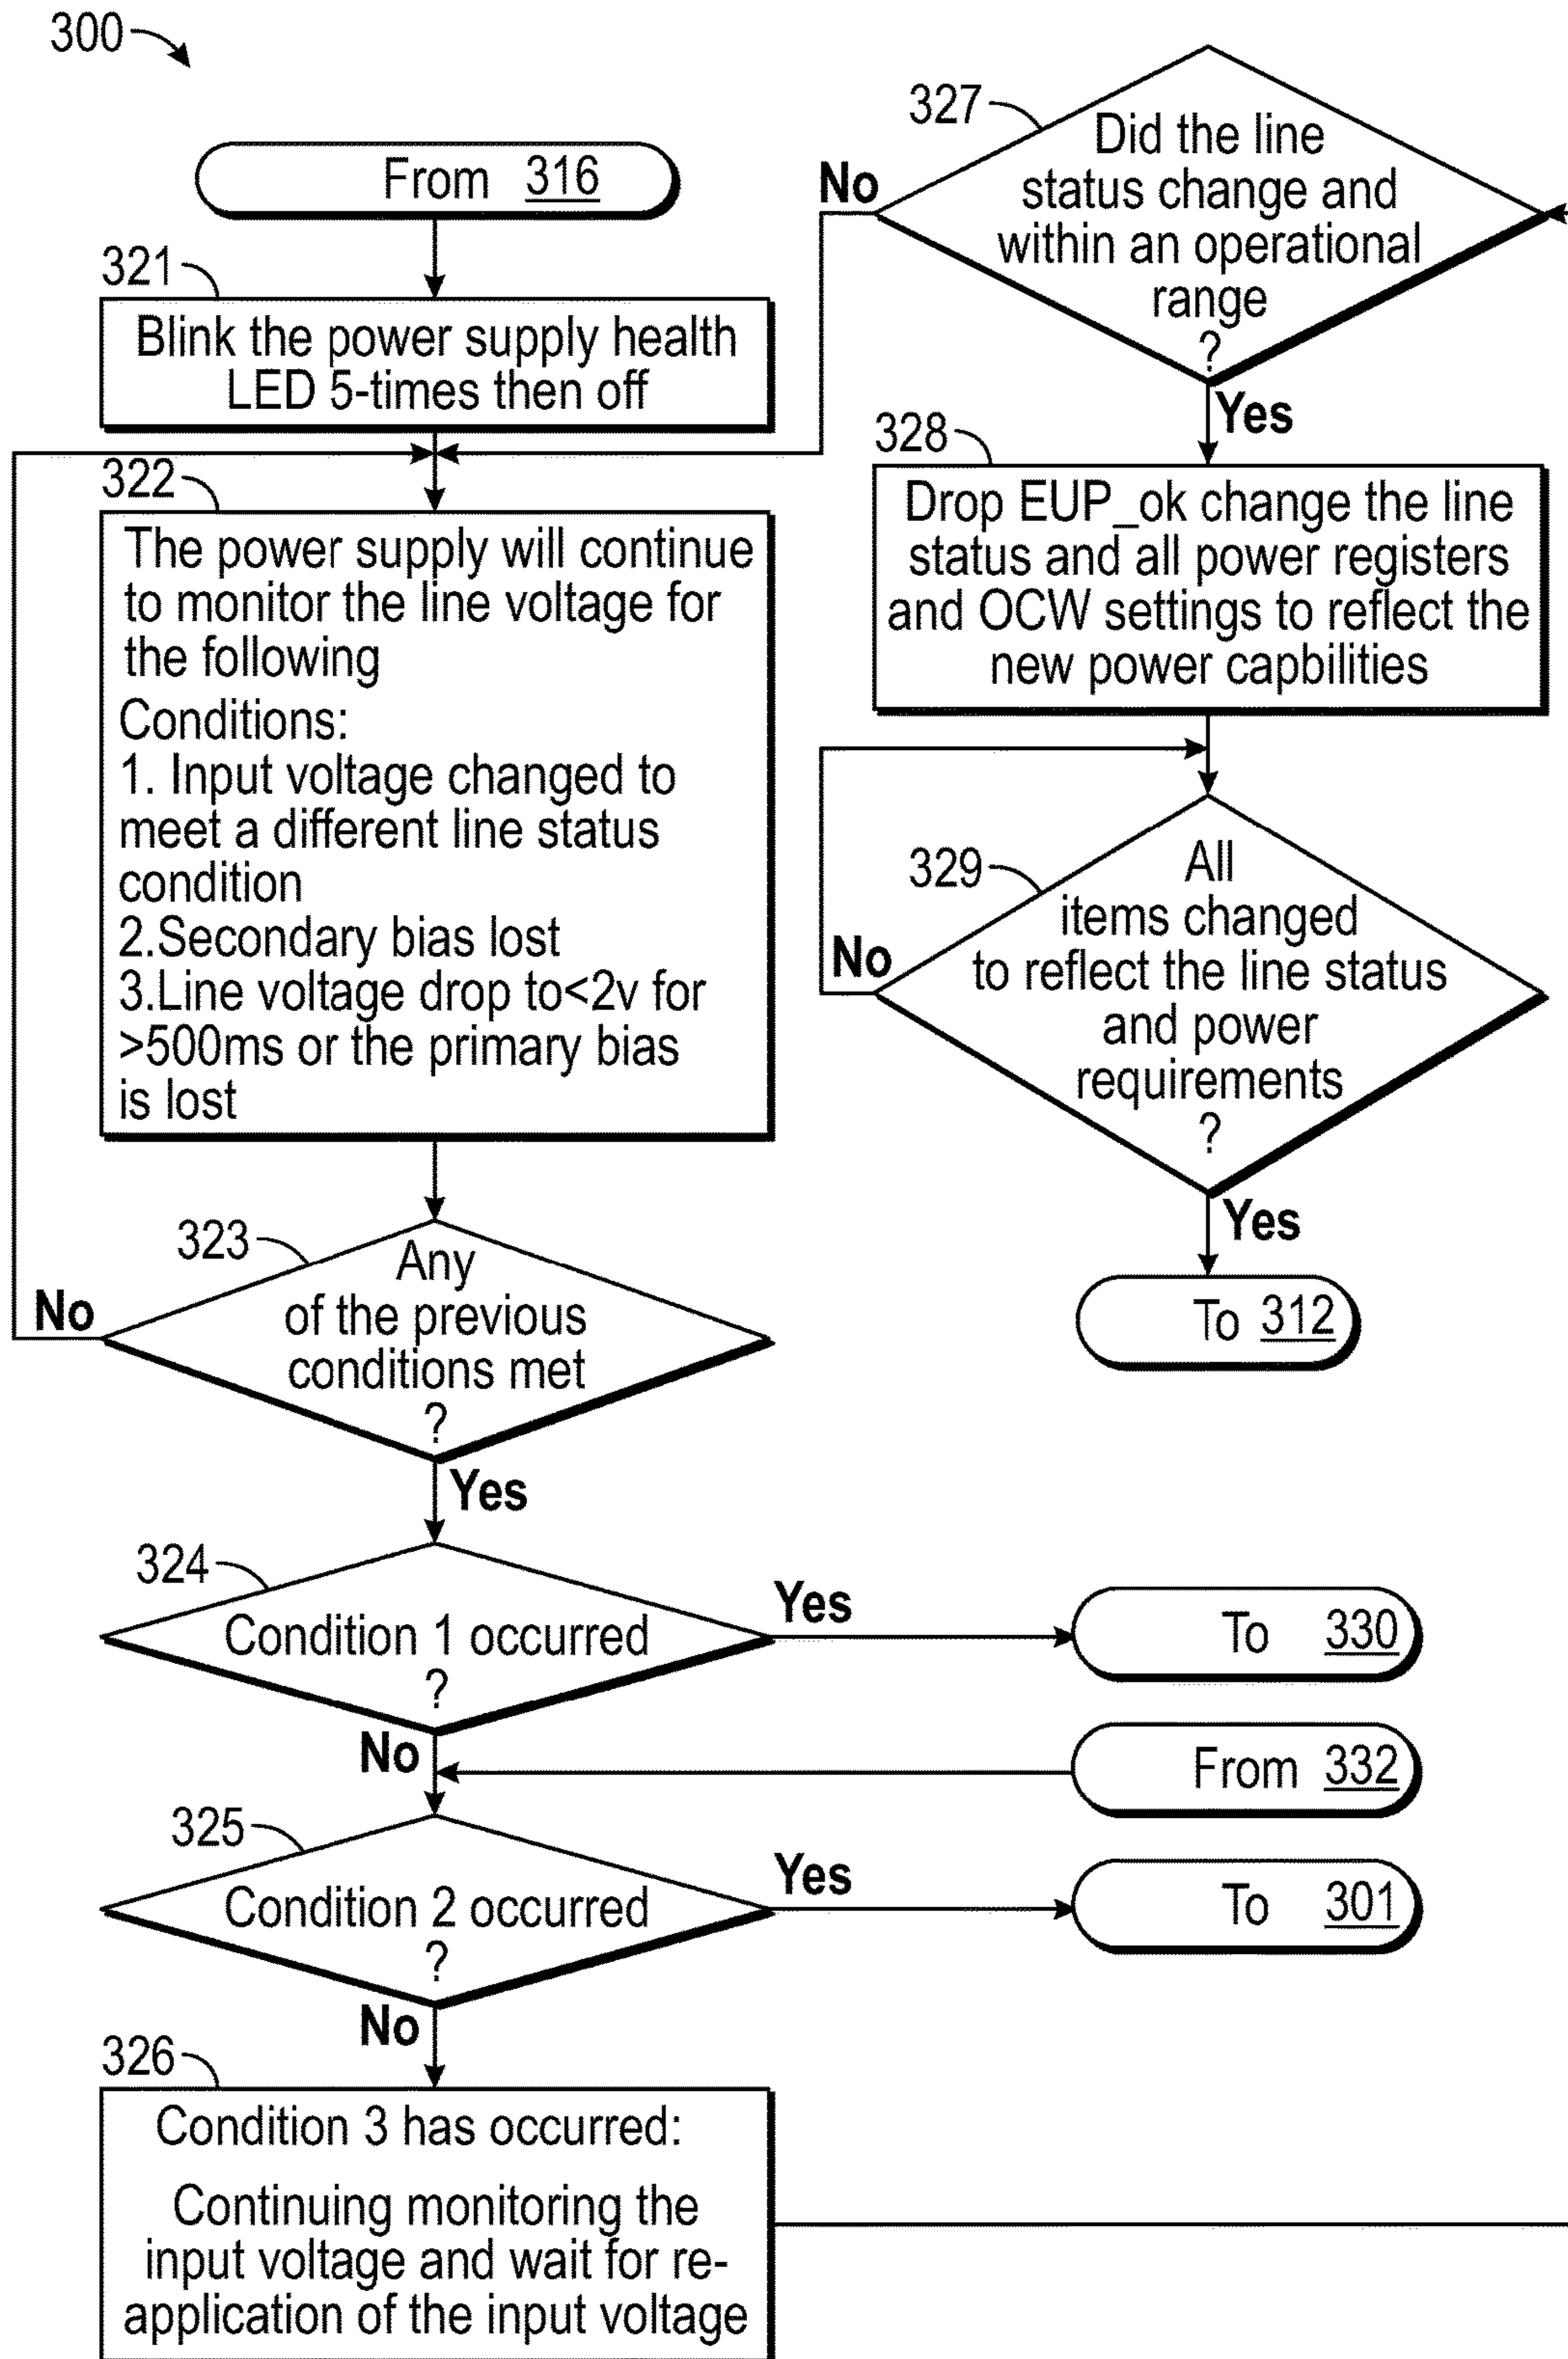 300
From 316
321
Blink the power supply health
LED 5-times then off
322
The power supply will continue
to monitor the line voltage for
the following
Conditions:
1. Input voltage changed to
meet a different line status
condition
2.Secondary bias lost
3.Line voltage drop to<2v for
>500ms or the primary bias
is lost
323
Any
of the previous
conditions met
?
No
Yes
324
Condition 1 occurred
?
Yes
To 330
No
From 332
325
Condition 2 occurred
?
Yes
To 301
No
326
Condition 3 has occurred:
Continuing monitoring the
input voltage and wait for re-
application of the input voltage
327
Did the line
status change and
within an operational
range
?
No
Yes
328
Drop EUP_ok change the line
status and all power registers
and OCW settings to reflect the
new power capbilities
329
All
items changed
to reflect the line status
and power
requirements
?
No
Yes
To 312